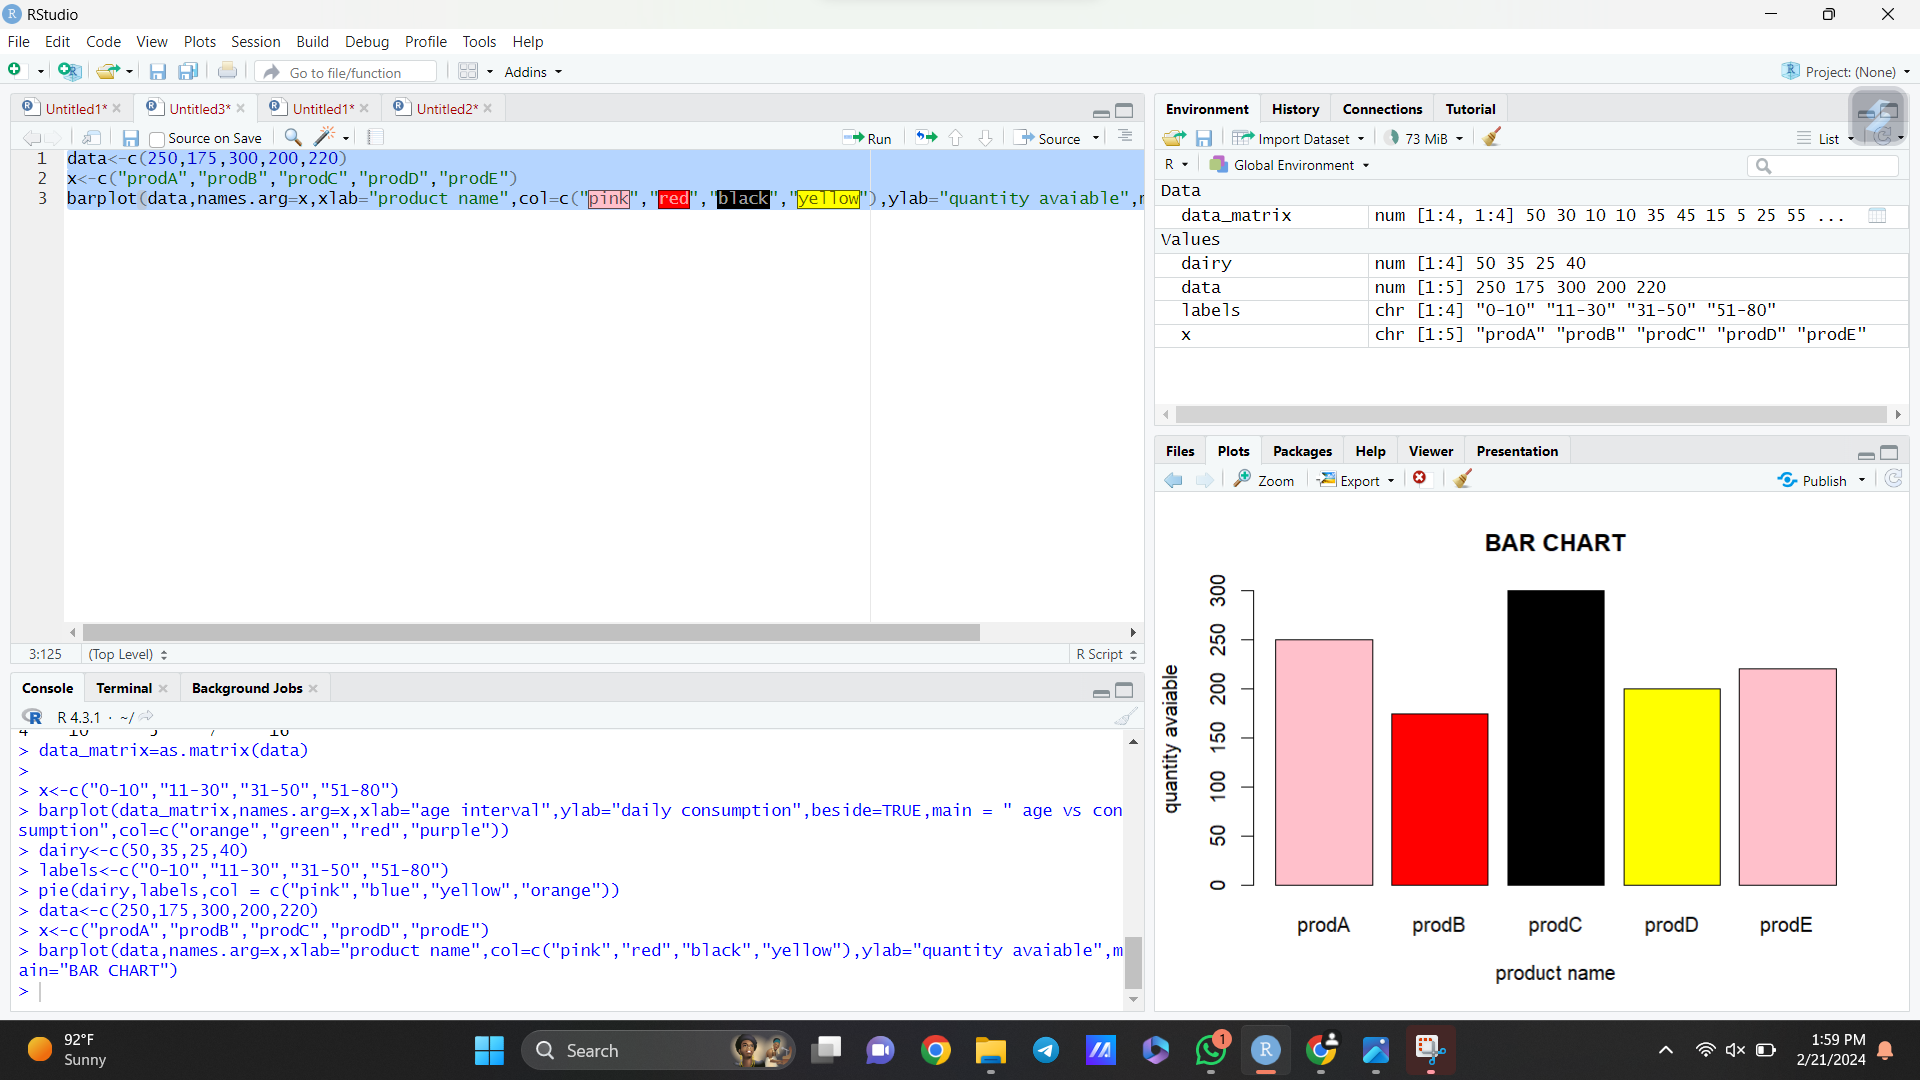 RStudio
File Edit Code View Plots Session Build Debug Profile Tools Help
Go to file/function Addins Project: (None)
Untitled1* Untitled3* Untitled1* Untitled2*
Source on Save Run Source
1 data<-c(250,175,300,200,220)
2 x<-c("prodA","prodB","prodC","prodD","prodE")
3 barplot(data,names.arg=x,xlab="product name",col=c("pink","red","black","yellow"),ylab="quantity avaiable",
3:125 (Top Level) R Script
Console Terminal Background Jobs
R 4.3.1 · ~/
> data_matrix=as.matrix(data)
>
> x<-c("0-10","11-30","31-50","51-80")
> barplot(data_matrix,names.arg=x,xlab="age interval",ylab="daily consumption",beside=TRUE,main = " age vs con
sumption",col=c("orange","green","red","purple"))
> dairy<-c(50,35,25,40)
> labels<-c("0-10","11-30","31-50","51-80")
> pie(dairy,labels,col = c("pink","blue","yellow","orange"))
> data<-c(250,175,300,200,220)
> x<-c("prodA","prodB","prodC","prodD","prodE")
> barplot(data,names.arg=x,xlab="product name",col=c("pink","red","black","yellow"),ylab="quantity avaiable",m
ain="BAR CHART")
>
Environment History Connections Tutorial
Import Dataset 73 MiB List
R Global Environment
Data
data_matrix num [1:4, 1:4] 50 30 10 10 35 45 15 5 25 55 ...
Values
dairy num [1:4] 50 35 25 40
data num [1:5] 250 175 300 200 220
labels chr [1:4] "0-10" "11-30" "31-50" "51-80"
x chr [1:5] "prodA" "prodB" "prodC" "prodD" "prodE"
Files Plots Packages Help Viewer Presentation
Zoom Export Publish
BAR CHART
quantity avaiable
300
250
200
150
100
50
0
prodA prodB prodC prodD prodE
product name
92°F
Sunny
Search
1
1:59 PM
2/21/2024